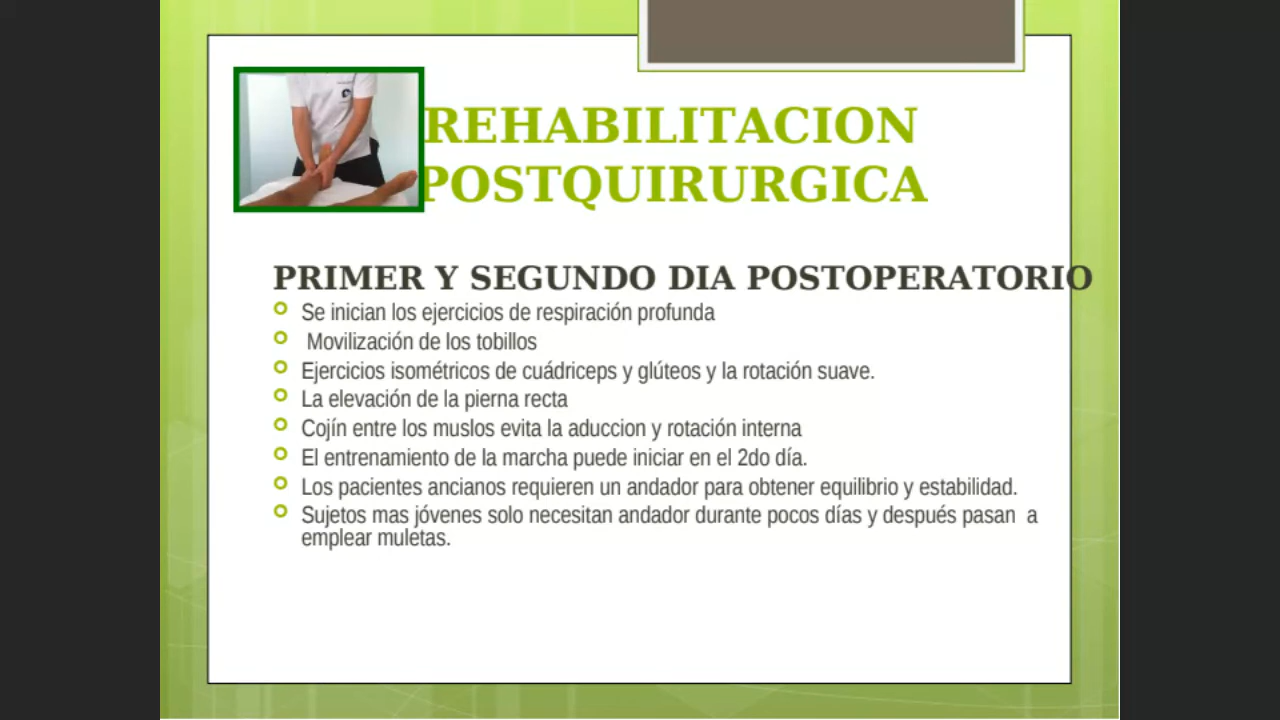 REHABILITACION
POSTQUIRURGICA
PRIMER Y SEGUNDO DIA POSTOPERATORIO
Se inician los ejercicios de respiración profunda
Movilización de los tobillos
Ejercicios isométricos de cuádriceps y glúteos y la rotación suave.
La elevación de la pierna recta
Cojín entre los muslos evita la aduccion y rotación interna
El entrenamiento de la marcha puede iniciar en el 2do día.
Los pacientes ancianos requieren un andador para obtener equilibrio y estabilidad.
Sujetos mas jóvenes solo necesitan andador durante pocos días y después pasan a
emplear muletas.